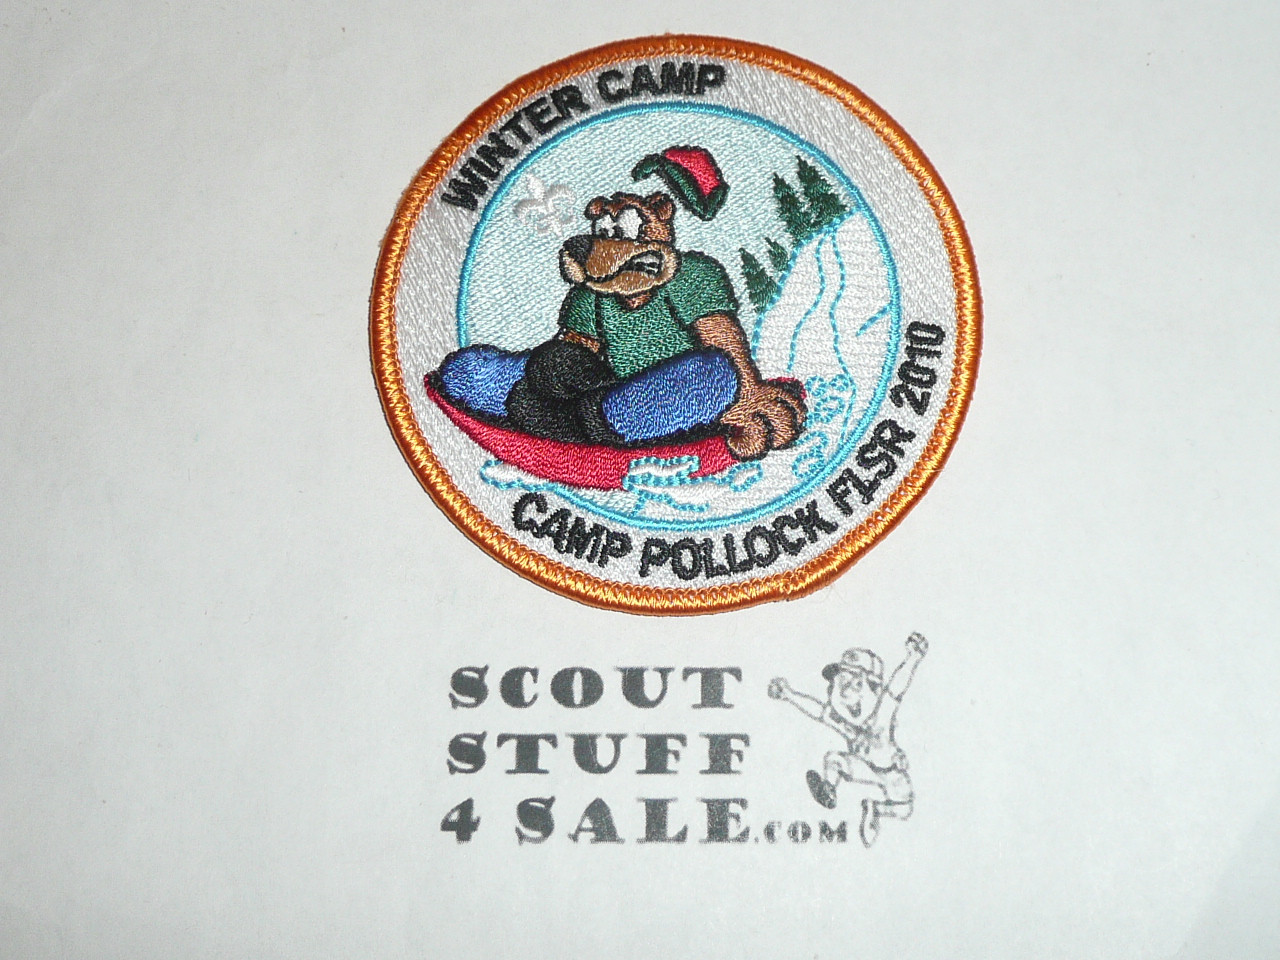 WINTER CAMP
CAMP POLLOCK FLSR 2010
SCOUT
STUFF
4 SALE.COM